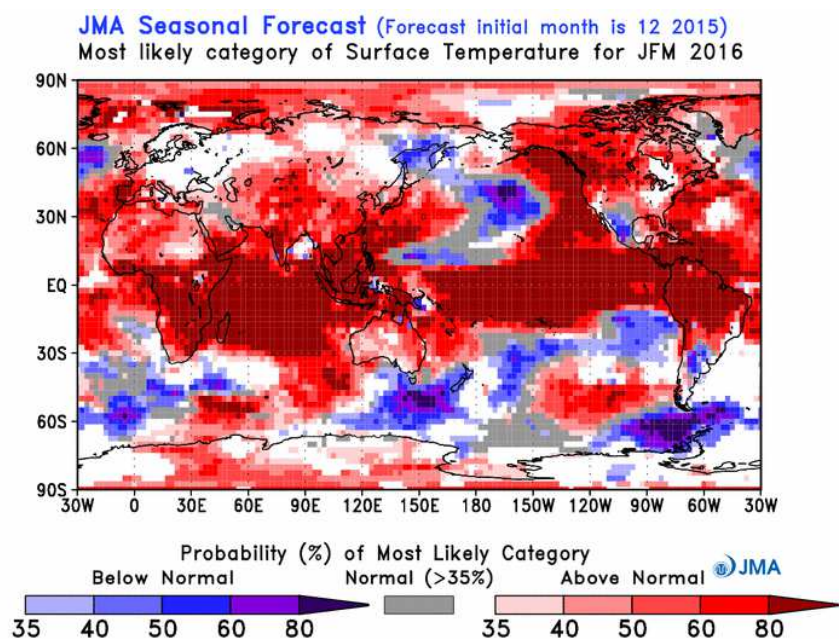 JMA Seasonal Forecast (Forecast initial month is 12 2015)
Most likely category of Surface Temperature for JFM 2016
90N
60N
30N
EQ
30S
60S
90S
30W 0 30E 60E 90E 120E 150E 180 150W 120W 90W 60W 30W
Probability (%) of Most Likely Category
JMA
Below Normal Normal (>35%) Above Normal
35 40 50 60 80 35 40 50 60 80